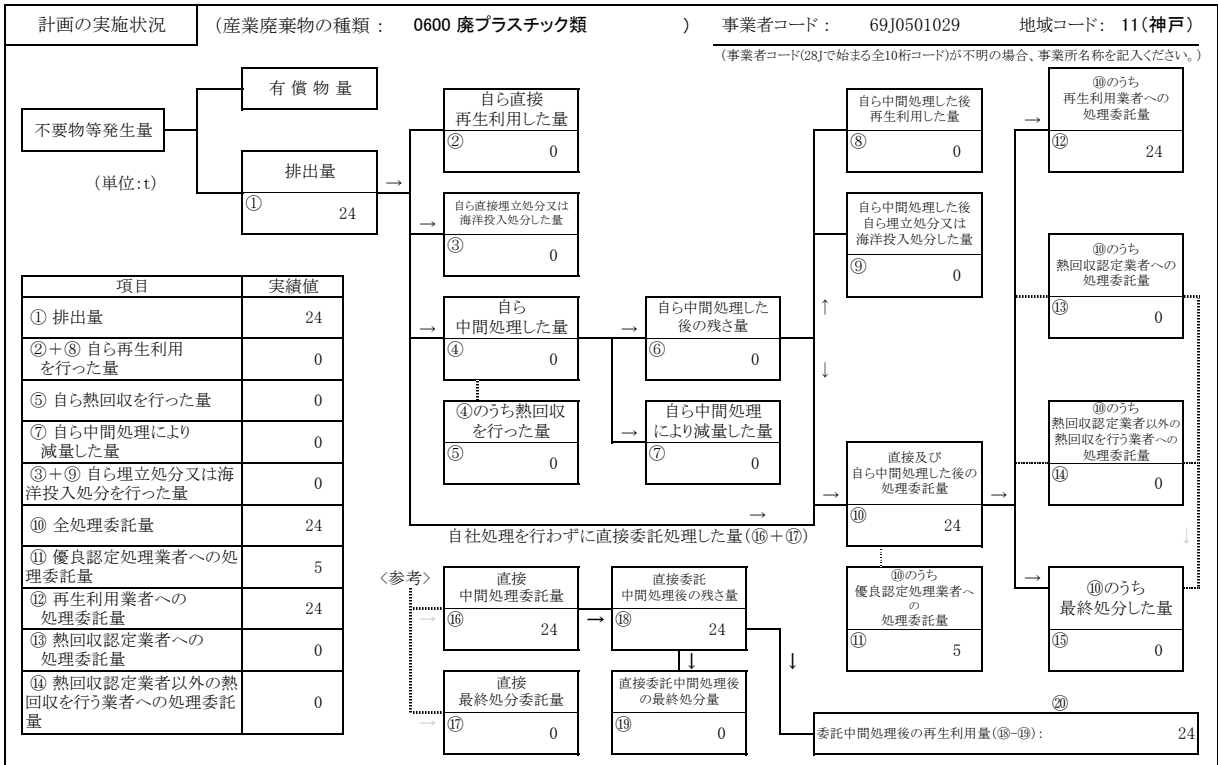 計画の実施状況 (産業廃棄物の種類： 0600 廃プラスチック類 ) 事業者コード： 69J0501029 地域コード： 11(神戸)
(事業者コード(28Jで始まる全10桁コード)が不明の場合、事業所名称を記入ください。)
不要物等発生量
(単位:t)
有償物量
排出量
→
① 24
自ら直接
再生利用した量
② 0
→
自ら直接埋立処分又は
海洋投入処分した量
③ 0
→
自ら
中間処理した量
④ 0
④のうち熱回収
を行った量
⑤ 0
→
自ら中間処理した
後の残さ量
⑥ 0
→
自ら中間処理
により減量した量
⑦ 0
↑
↓
自ら中間処理した後
再生利用した量
⑧ 0
自ら中間処理した後
自ら埋立処分又は
海洋投入処分した量
⑨ 0
→
直接及び
自ら中間処理した後の
処理委託量
⑩ 24
→
⑩のうち
優良認定処理業者へ
の
処理委託量
⑪ 5
→
⑩のうち
再生利用業者への
処理委託量
⑫ 24
⑩のうち
熱回収認定業者への
処理委託量
⑬ 0
⑩のうち
熱回収認定業者以外の
熱回収を行う業者への
処理委託量
⑭ 0
↓
→
⑩のうち
最終処分した量
⑮ 0
→
自社処理を行わずに直接委託処理した量(⑯＋⑰)
項目 実績値
① 排出量 24
②＋⑧ 自ら再生利用
を行った量 0
⑤ 自ら熱回収を行った量 0
⑦ 自ら中間処理により
減量した量 0
③＋⑨ 自ら埋立処分又は海
洋投入処分を行った量 0
⑩ 全処理委託量 24
⑪ 優良認定処理業者への処
理委託量 5
⑫ 再生利用業者への
処理委託量 24
⑬ 熱回収認定業者への
処理委託量 0
⑭ 熱回収認定業者以外の熱
回収を行う業者への処理委託
量 0
〈参考〉
→
直接
中間処理委託量
⑯ 24
→
直接委託
中間処理後の残さ量
⑱ 24
↓
↓
→
直接
最終処分委託量
⑰ 0
直接委託中間処理後
の最終処分量
⑲ 0
⑳
委託中間処理後の再生利用量(⑱-⑲)： 24